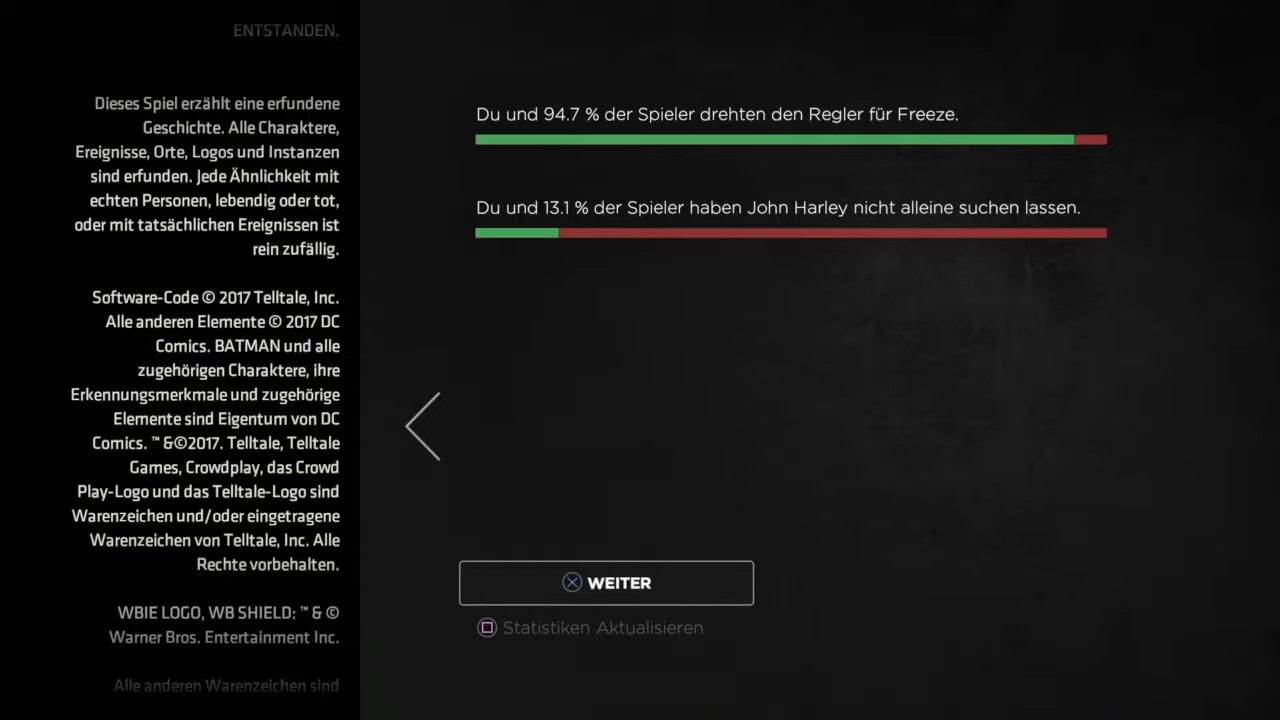 ENTSTANDEN.
Dieses Spiel erzählt eine erfundene
Geschichte. Alle Charaktere,
Ereignisse, Orte, Logos und Instanzen
sind erfunden. Jede Ähnlichkeit mit
echten Personen, lebendig oder tot,
oder mit tatsächlichen Ereignissen ist
rein zufällig.
Software-Code © 2017 Telltale, Inc.
Alle anderen Elemente © 2017 DC
Comics. BATMAN und alle
zugehörigen Charaktere, ihre
Erkennungsmerkmale und zugehörige
Elemente sind Eigentum von DC
Comics. ™ &©2017. Telltale, Telltale
Games, Crowdplay, das Crowd
Play-Logo und das Telltale-Logo sind
Warenzeichen und/oder eingetragene
Warenzeichen von Telltale, Inc. Alle
Rechte vorbehalten.
WBIE LOGO, WB SHIELD: ™ & ©
Warner Bros. Entertainment Inc.
Alle anderen Warenzeichen sind
Du und 94.7 % der Spieler drehten den Regler für Freeze.
Du und 13.1 % der Spieler haben John Harley nicht alleine suchen lassen.
WEITER
Statistiken Aktualisieren